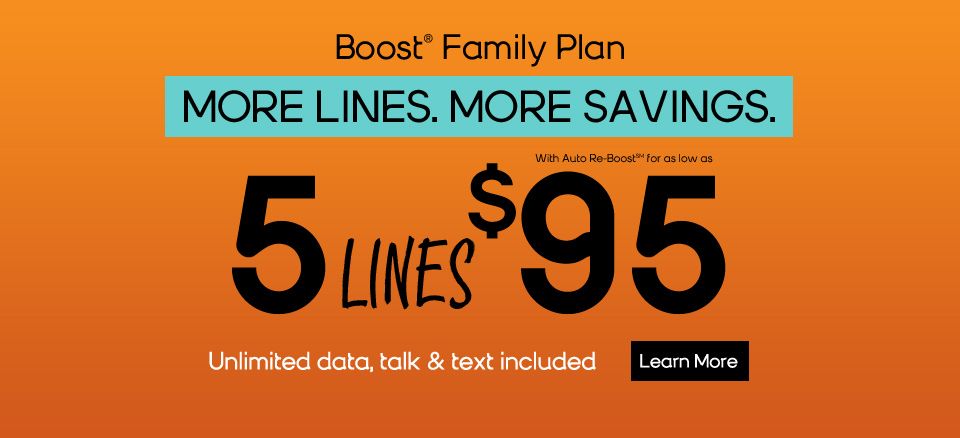 Boost® Family Plan
MORE LINES. MORE SAVINGS.
With Auto Re-Boost℠ for as low as
5 LINES $95
Unlimited data, talk & text included
Learn More